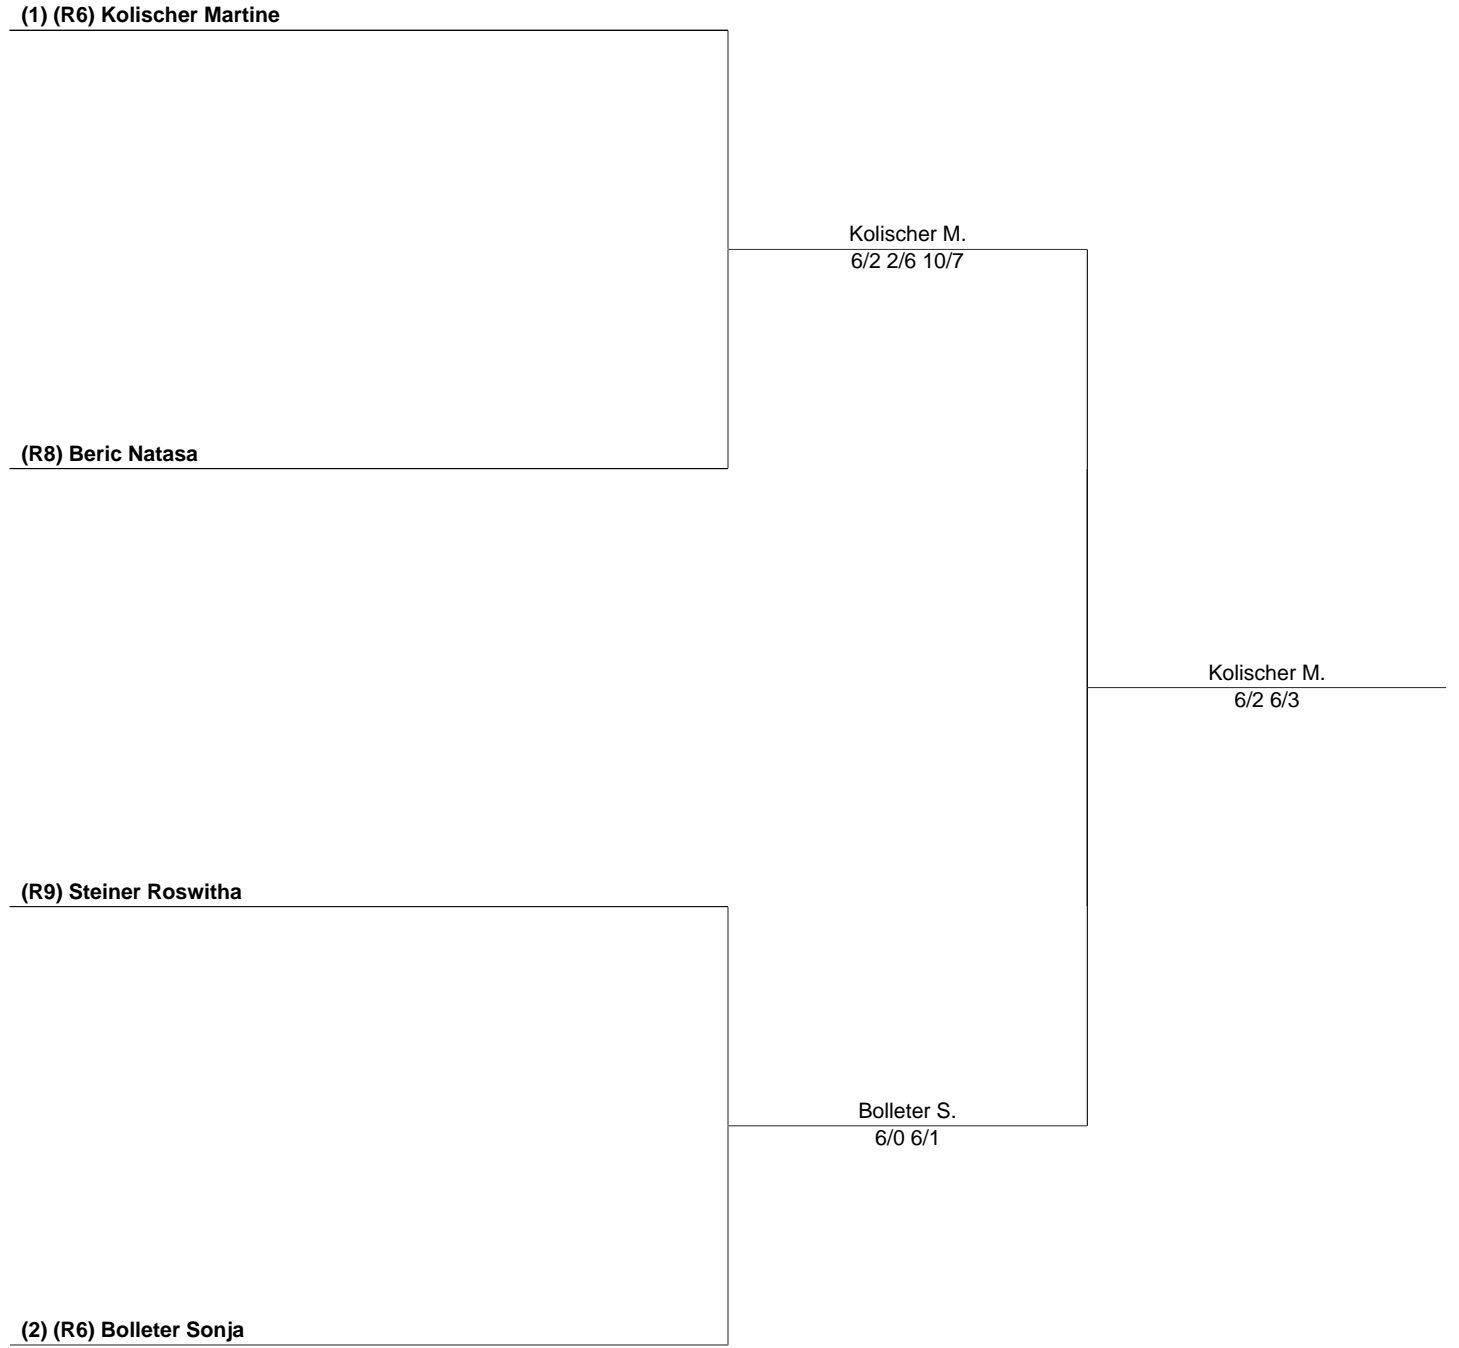 (1) (R6) Kolischer Martine
Kolischer M.
6/2 2/6 10/7
(R8) Beric Natasa
Kolischer M.
6/2 6/3
(R9) Steiner Roswitha
Bolleter S.
6/0 6/1
(2) (R6) Bolleter Sonja